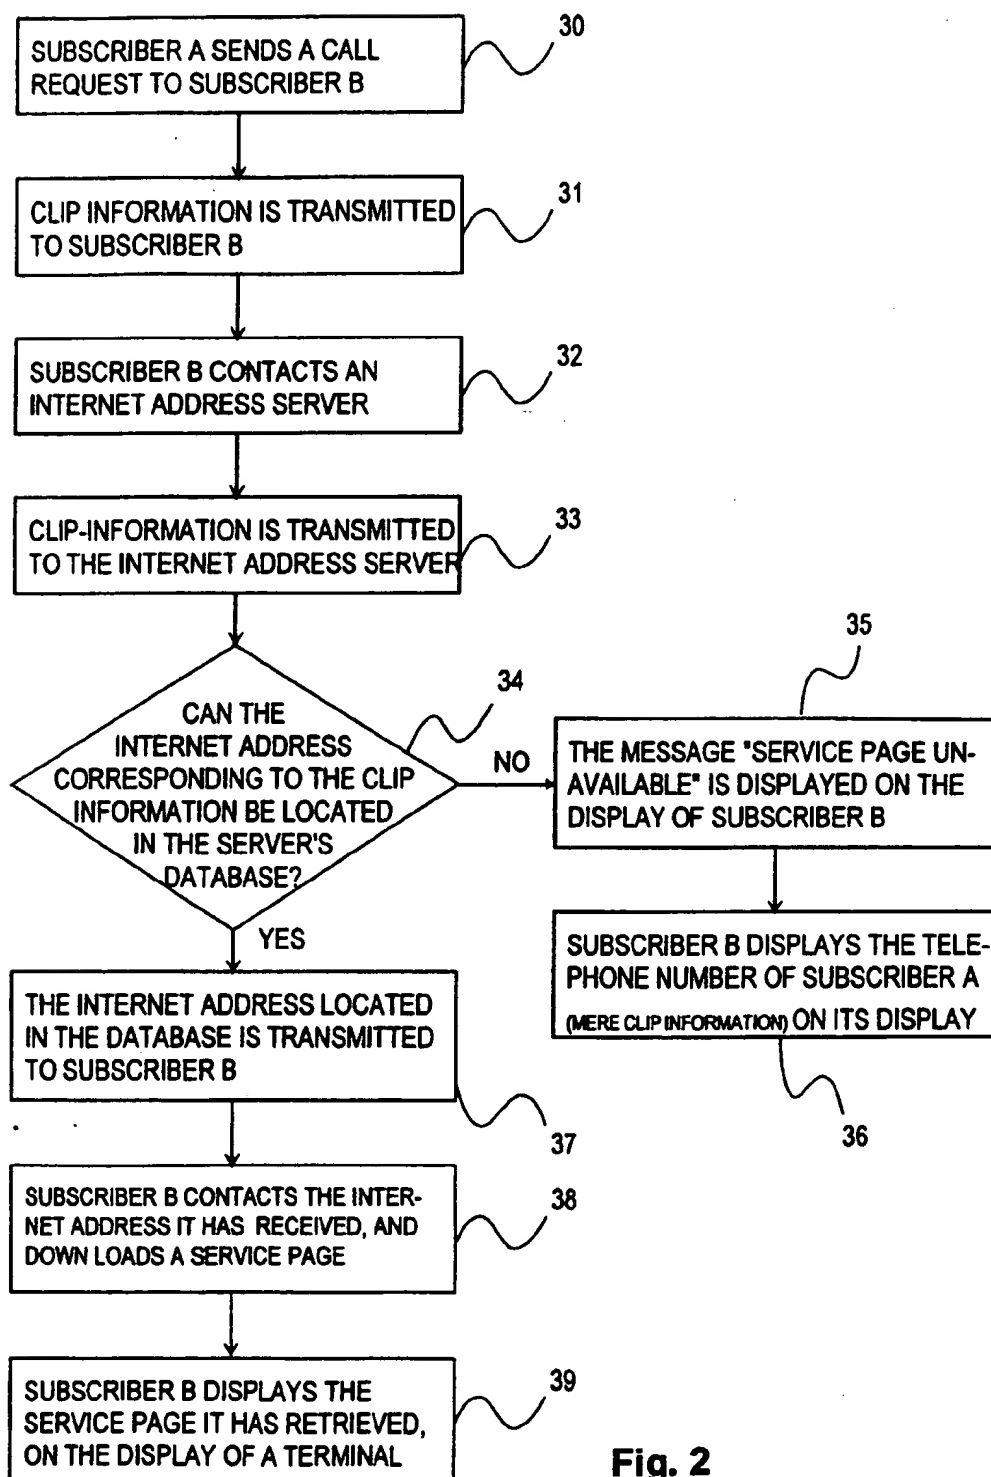 30
SUBSCRIBER A SENDS A CALL
REQUEST TO SUBSCRIBER B
31
CLIP INFORMATION IS TRANSMITTED
TO SUBSCRIBER B
32
SUBSCRIBER B CONTACTS AN
INTERNET ADDRESS SERVER
33
CLIP-INFORMATION IS TRANSMITTED
TO THE INTERNET ADDRESS SERVER
34
CAN THE
INTERNET ADDRESS
CORRESPONDING TO THE CLIP
INFORMATION BE LOCATED
IN THE SERVER'S
DATABASE?
NO
35
THE MESSAGE "SERVICE PAGE UN-
AVAILABLE" IS DISPLAYED ON THE
DISPLAY OF SUBSCRIBER B
SUBSCRIBER B DISPLAYS THE TELE-
PHONE NUMBER OF SUBSCRIBER A
(MERE CLIP INFORMATION) ON ITS DISPLAY
36
YES
THE INTERNET ADDRESS LOCATED
IN THE DATABASE IS TRANSMITTED
TO SUBSCRIBER B
37
SUBSCRIBER B CONTACTS THE INTER-
NET ADDRESS IT HAS RECEIVED, AND
DOWN LOADS A SERVICE PAGE
38
SUBSCRIBER B DISPLAYS THE
SERVICE PAGE IT HAS RETRIEVED,
ON THE DISPLAY OF A TERMINAL
39
Fig. 2